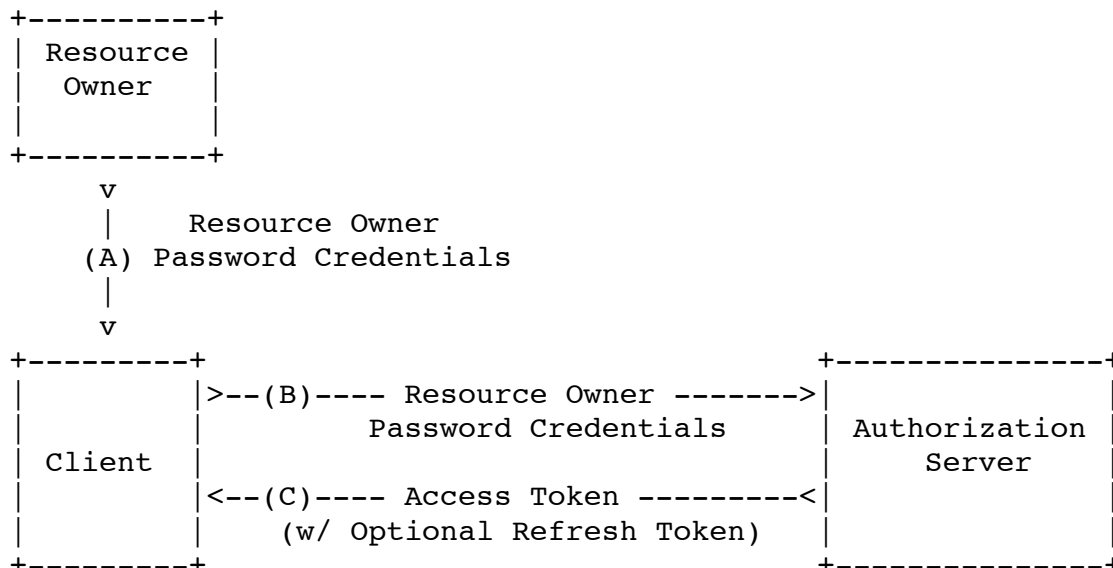 +----------+
| Resource |
|  Owner   |
|          |
+----------+
     v
     |    Resource Owner
    (A) Password Credentials
     |
     v
+---------+                                  +---------------+
|         |>--(B)---- Resource Owner ------->|               |
|         |         Password Credentials     | Authorization |
| Client  |                                  |     Server    |
|         |<--(C)---- Access Token ---------<|               |
|         |    (w/ Optional Refresh Token)   |               |
+---------+                                  +---------------+